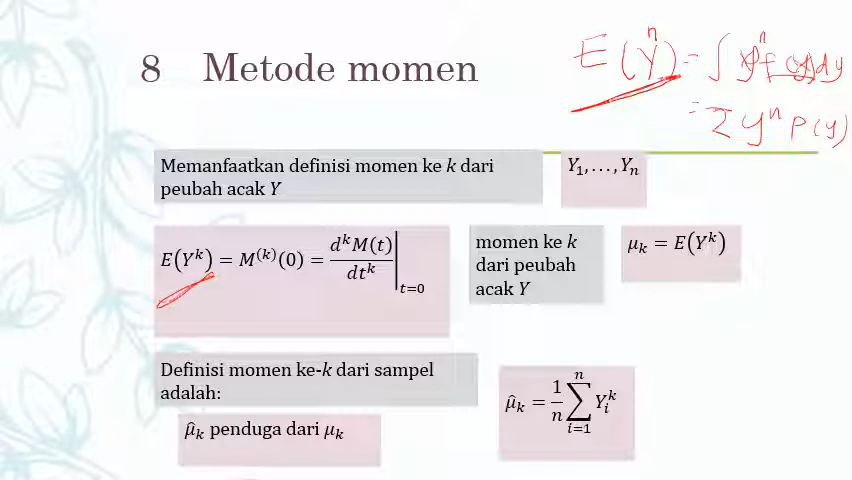 8 Metode momen
E(Yⁿ) = ∫ yⁿ f(y)dy
= Σ yⁿ p(y)
Memanfaatkan definisi momen ke k dari
peubah acak Y
Y₁, . . . , Yₙ
E(Yᵏ) = M⁽ᵏ⁾(0) = dᵏM(t)/dtᵏ |ₜ₌₀
momen ke k
dari peubah
acak Y
μₖ = E(Yᵏ)
Definisi momen ke-k dari sampel
adalah:
μ̂ₖ = 1/n ∑ᵢ₌₁ⁿ Yᵢᵏ
μ̂ₖ penduga dari μₖ